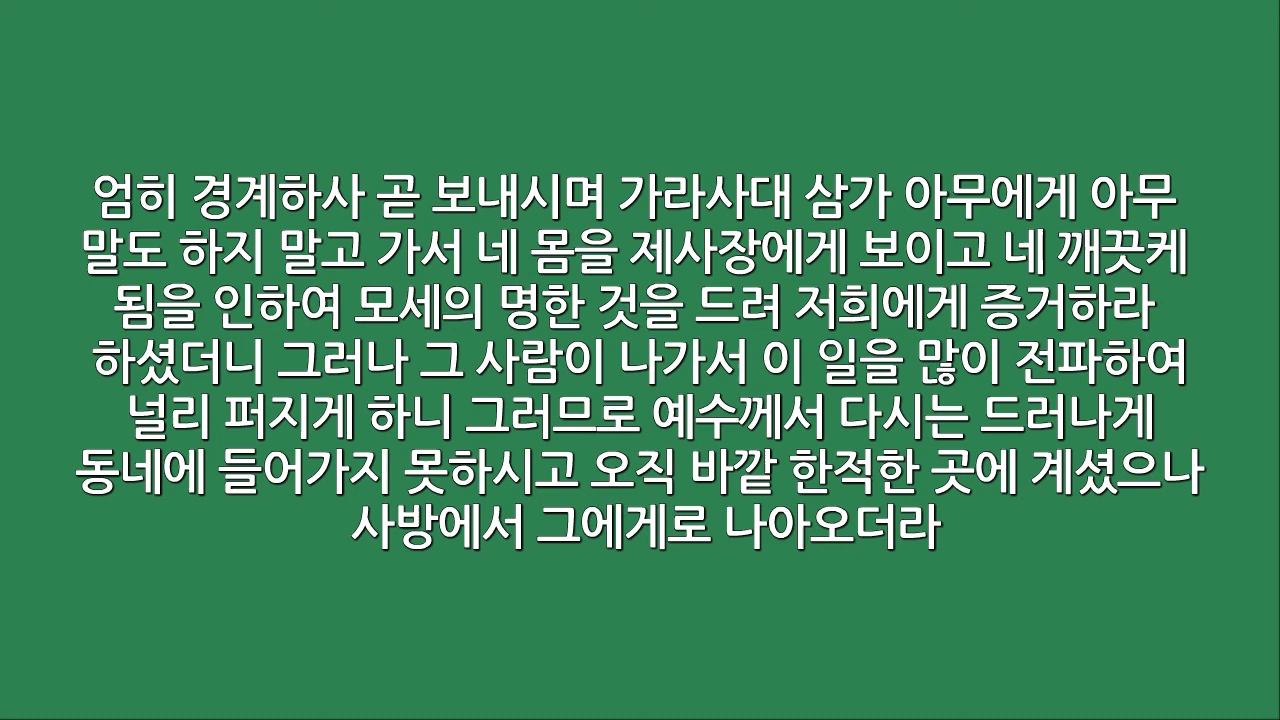 엄히 경계하사 곧 보내시며 가라사대 삼가 아무에게 아무
말도 하지 말고 가서 네 몸을 제사장에게 보이고 네 깨끗케
됨을 인하여 모세의 명한 것을 드려 저희에게 증거하라
하셨더니 그러나 그 사람이 나가서 이 일을 많이 전파하여
널리 퍼지게 하니 그러므로 예수께서 다시는 드러나게
동네에 들어가지 못하시고 오직 바깥 한적한 곳에 계셨으나
사방에서 그에게로 나아오더라